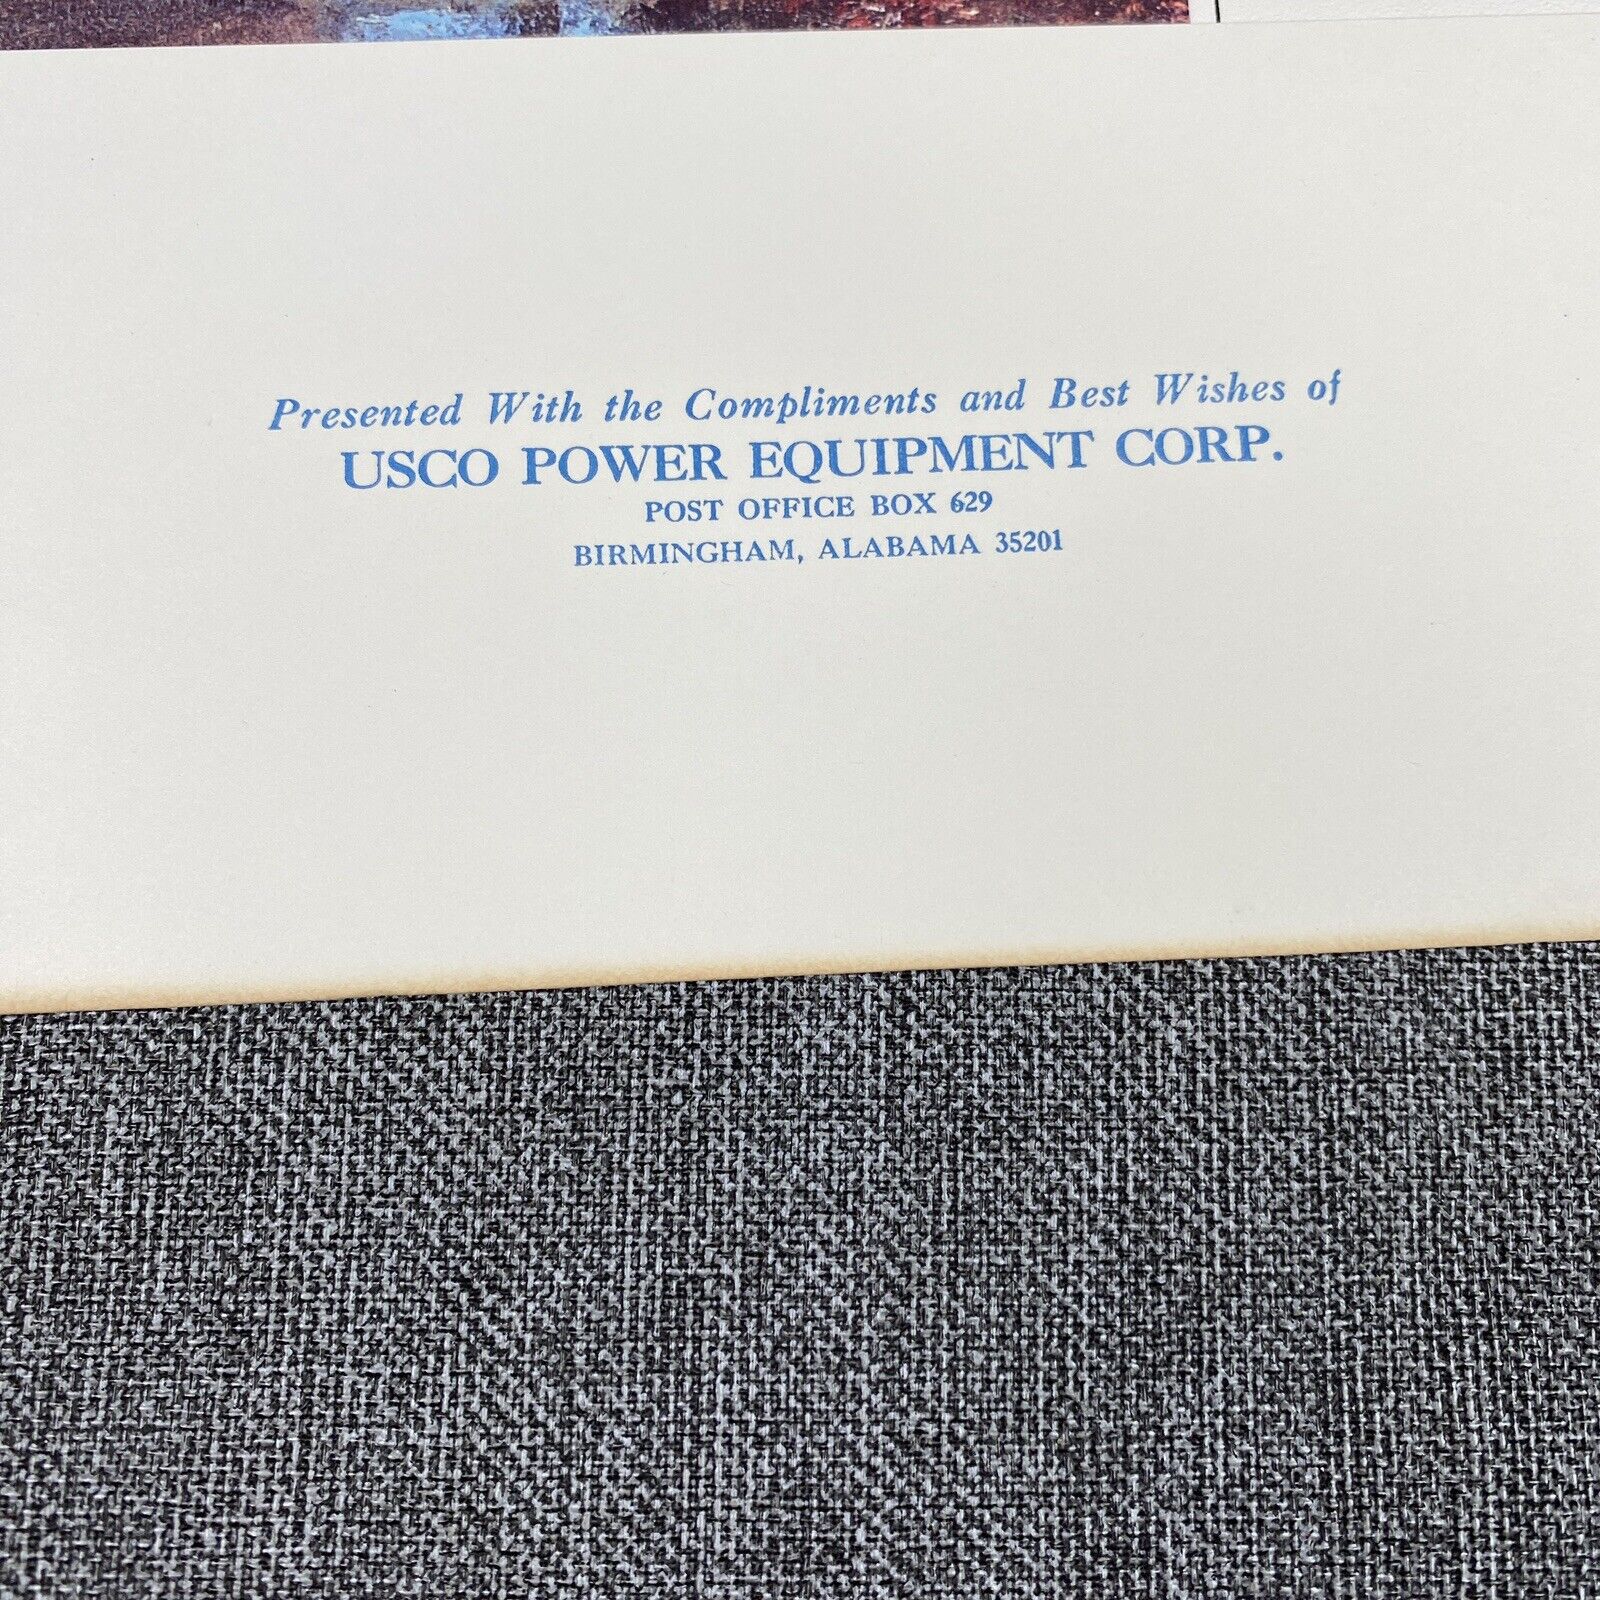 Presented With the Compliments and Best Wishes of
USCO POWER EQUIPMENT CORP.
POST OFFICE BOX 629
BIRMINGHAM, ALABAMA 35201